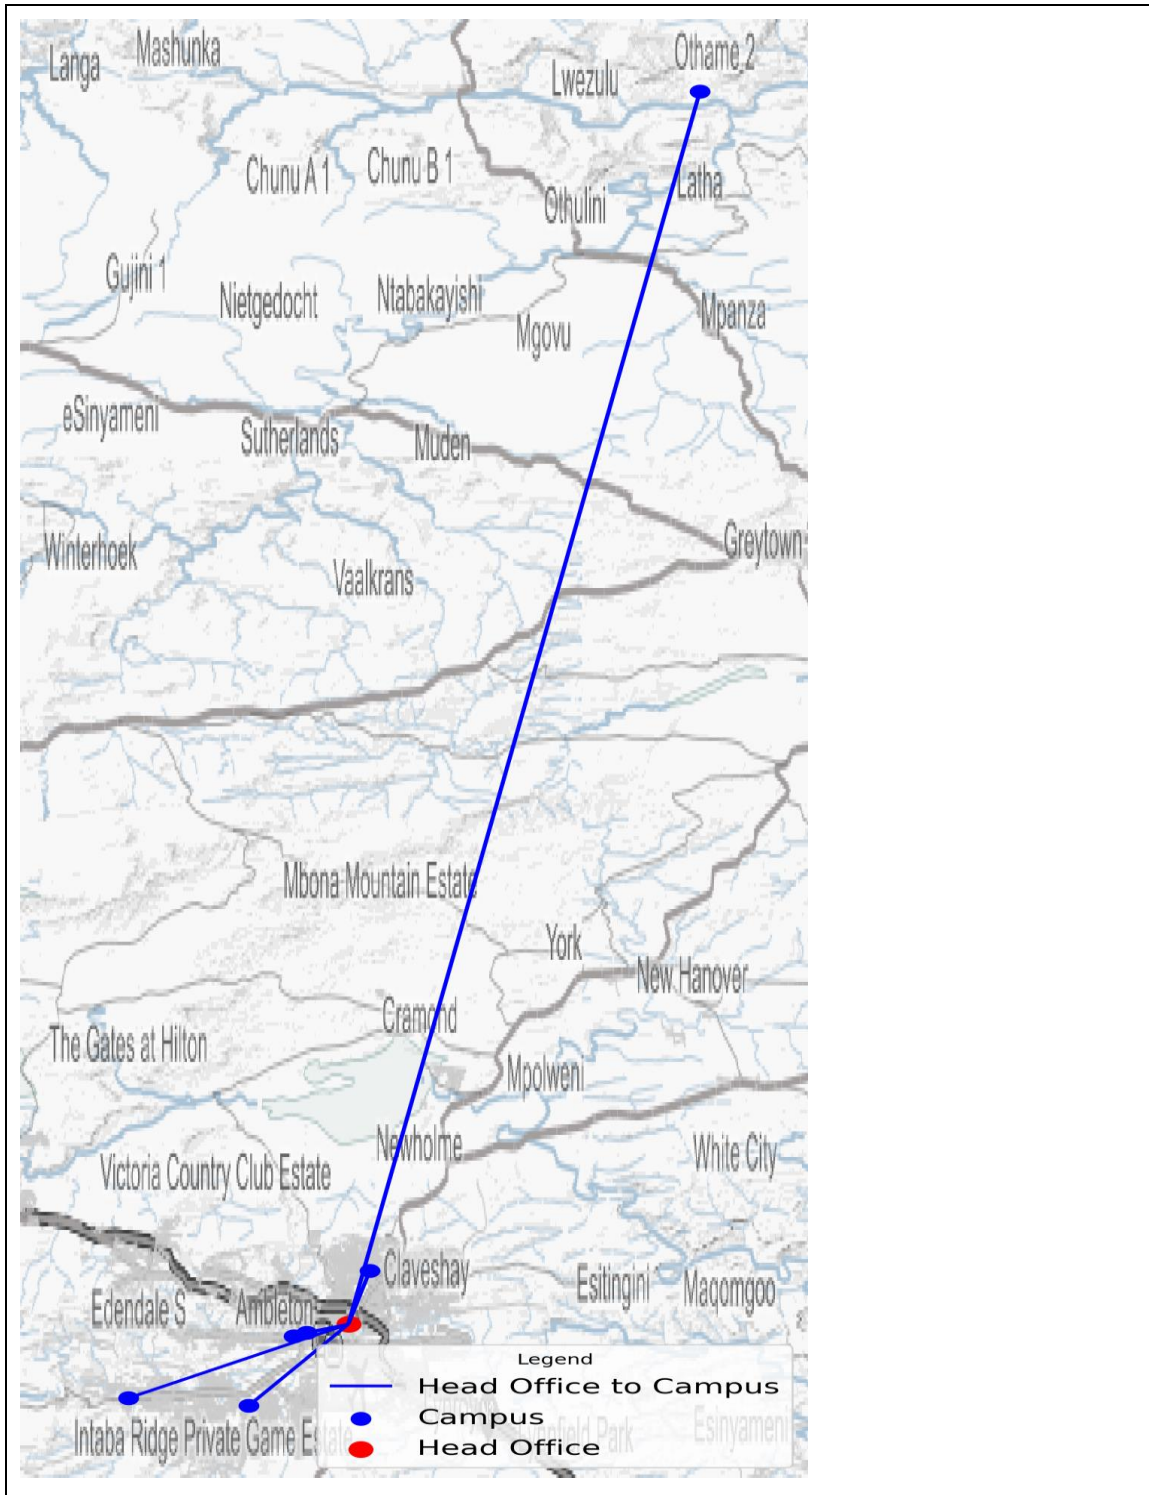 Othame 2
Mashunka
Langa
Lwezulu
Chunu B 1
Chunu A 1
Latha
Othulini
Gujini 1
Nietgedocht
Ntabakayishi
Mpanza
Mgovu
eSinyameni
Sutherlands
Muden
Greytown
Winterhoek
Vaalkrans
Mbona Mountain Estate
York
New Hanover
Cramond
The Gates at Hilton
Mpolweni
Newholme
White City
Victoria Country Club Estate
Claveshay
Esitingini
Maqomgoo
Edendale S
Ambleton
Legend
Head Office to Campus
Campus
Head Office
Intaba Ridge Private Game Estate
Esinyameni